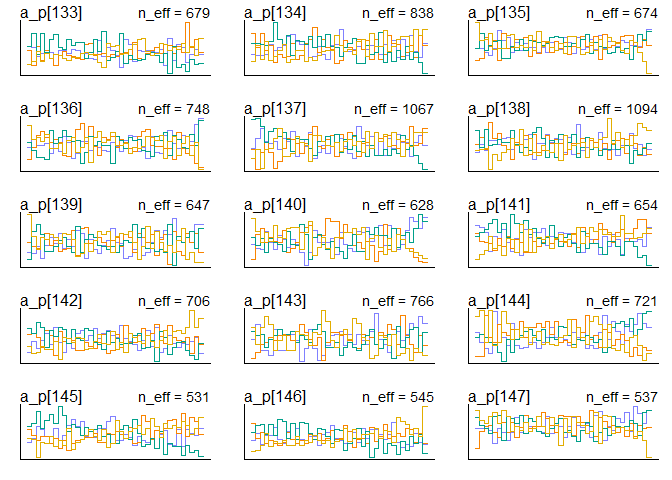 a_p[133] n_eff = 679 a_p[134] n_eff = 838 a_p[135] n_eff = 674
a_p[136] n_eff = 748 a_p[137] n_eff = 1067 a_p[138] n_eff = 1094
a_p[139] n_eff = 647 a_p[140] n_eff = 628 a_p[141] n_eff = 654
a_p[142] n_eff = 706 a_p[143] n_eff = 766 a_p[144] n_eff = 721
a_p[145] n_eff = 531 a_p[146] n_eff = 545 a_p[147] n_eff = 537